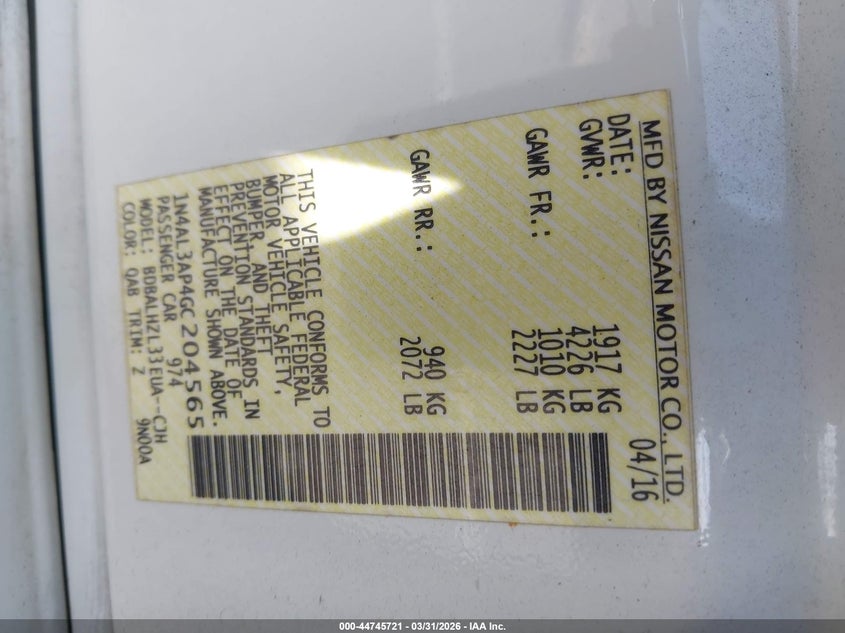 MFD BY NISSAN MOTOR CO., LTD.
DATE: 04/16
GVWR: 1917 KG
4226 LB
GAWR FR.: 1010 KG
2227 LB
GAWR RR.: 940 KG
2072 LB
THIS VEHICLE CONFORMS TO
ALL APPLICABLE FEDERAL
MOTOR VEHICLE SAFETY,
BUMPER, AND THEFT
PREVENTION STANDARDS IN
EFFECT ON THE DATE OF
MANUFACTURE SHOWN ABOVE.
1N4AL3AP4GC204565
PASSENGER CAR 974
MODEL: BDBALHZL33EUA--CJH
COLOR: QAB TRIM: Z 9N00A
000-44745721 - 03/31/2026 - IAA Inc.